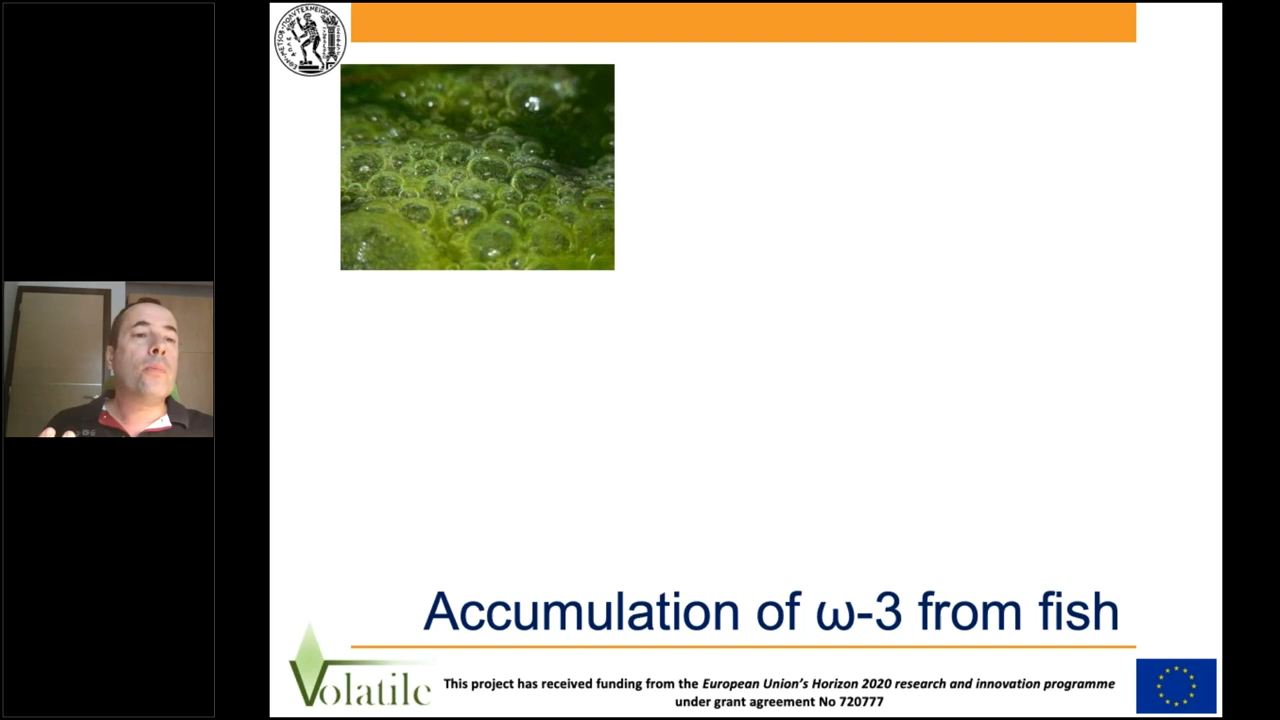 Accumulation of ω-3 from fish
Volatile
This project has received funding from the European Union's Horizon 2020 research and innovation programme
under grant agreement No 720777